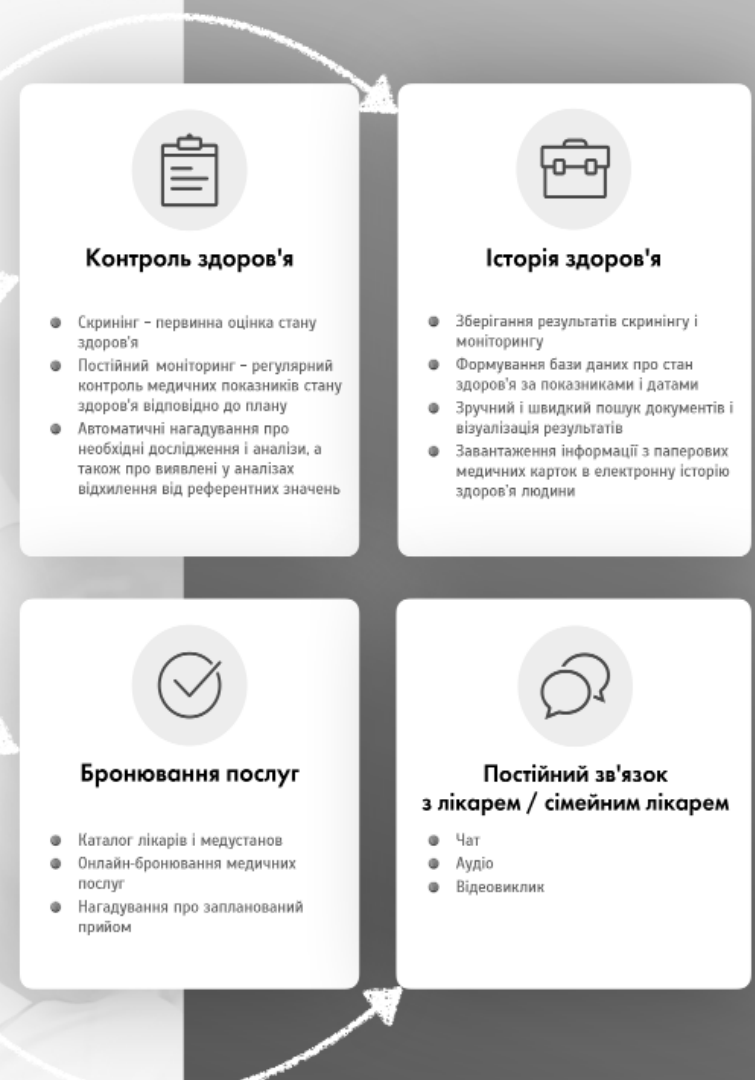 Контроль здоров'я
Скринінг – первинна оцінка стану
здоров'я
Постійний моніторинг – регулярний
контроль медичних показників стану
здоров'я відповідно до плану
Автоматичні нагадування про
необхідні дослідження і аналізи, а
також про виявлені у аналізах
відхилення від референтних значень
Історія здоров'я
Зберігання результатів скринінгу і
моніторингу
Формування бази даних про стан
здоров'я за показниками і датами
Зручний і швидкий пошук документів і
візуалізація результатів
Завантаження інформації з паперових
медичних карток в електронну історію
здоров'я людини
Бронювання послуг
Каталог лікарів і медустанов
Онлайн-бронювання медичних
послуг
Нагадування про запланований
прийом
Постійний зв'язок
з лікарем / сімейним лікарем
Чат
Аудіо
Відеовиклик